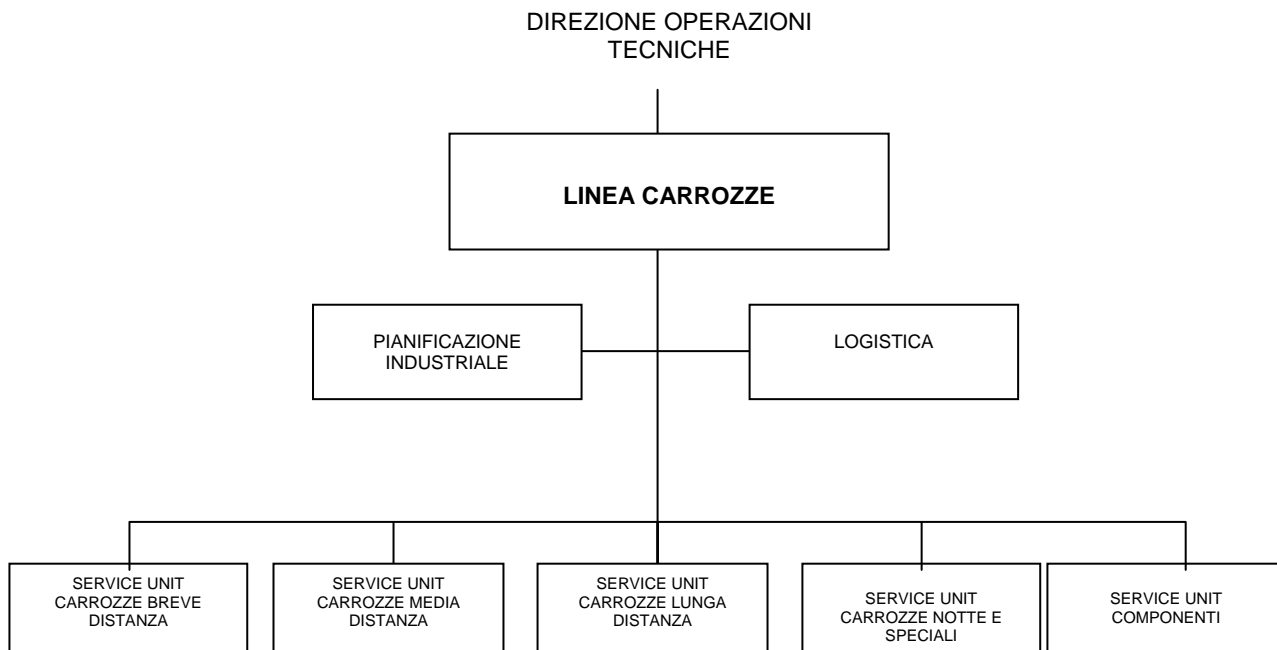 DIREZIONE OPERAZIONI
TECNICHE
LINEA CARROZZE
PIANIFICAZIONE
INDUSTRIALE
LOGISTICA
SERVICE UNIT
CARROZZE BREVE
DISTANZA
SERVICE UNIT
CARROZZE MEDIA
DISTANZA
SERVICE UNIT
CARROZZE LUNGA
DISTANZA
SERVICE UNIT
CARROZZE NOTTE E
SPECIALI
SERVICE UNIT
COMPONENTI